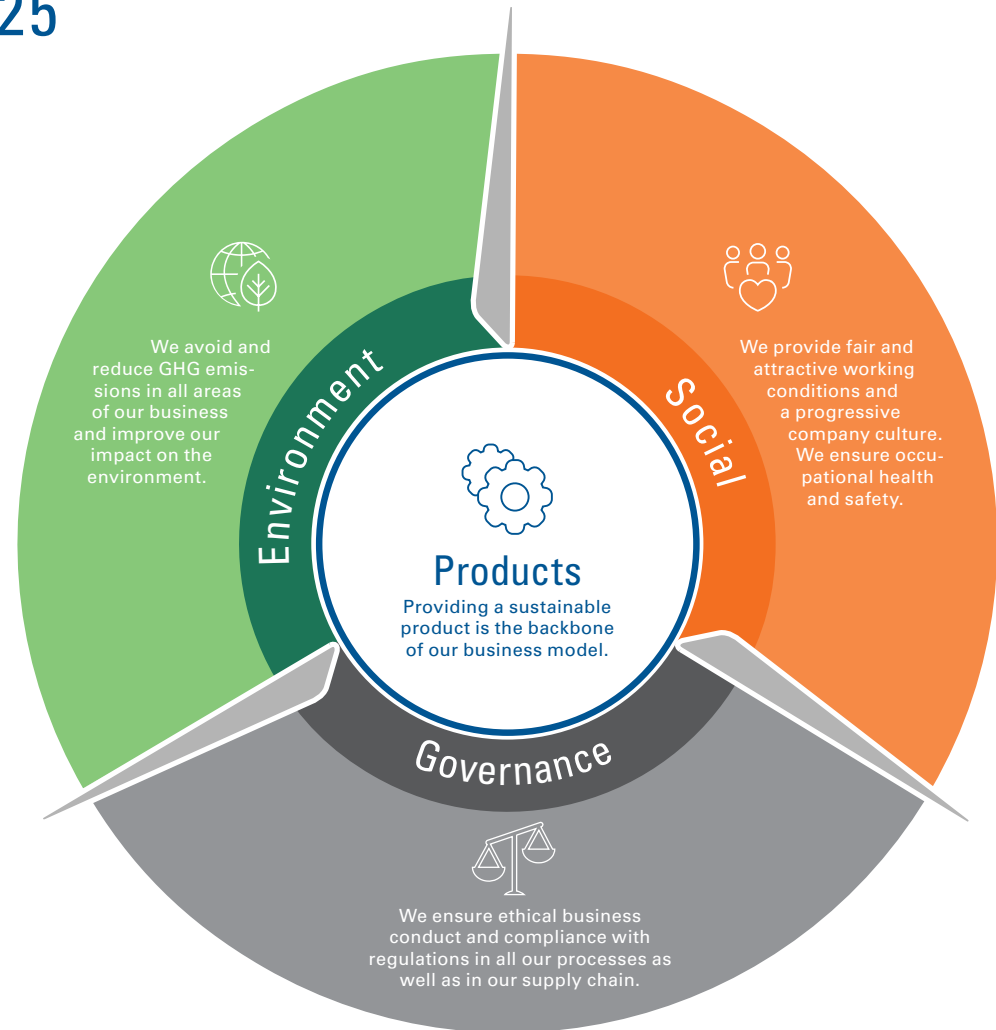 25
We avoid and
reduce GHG emis-
sions in all areas
of our business
and improve our
impact on the
environment.
Environment
We provide fair and
attractive working
conditions and
a progressive
company culture.
We ensure occu-
pational health
and safety.
Social
Products
Providing a sustainable
product is the backbone
of our business model.
Governance
We ensure ethical business
conduct and compliance with
regulations in all our processes as
well as in our supply chain.